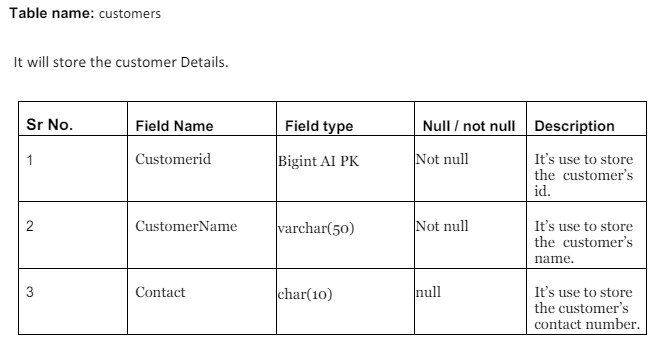 Table name: customers
It will store the customer Details.
Sr No. Field Name Field type Null / not null Description
1 Customerid Bigint AI PK Not null It's use to store
the customer's
id.
2 CustomerName varchar(50) Not null It's use to store
the customer's
name.
3 Contact char(10) null It's use to store
the customer's
contact number.